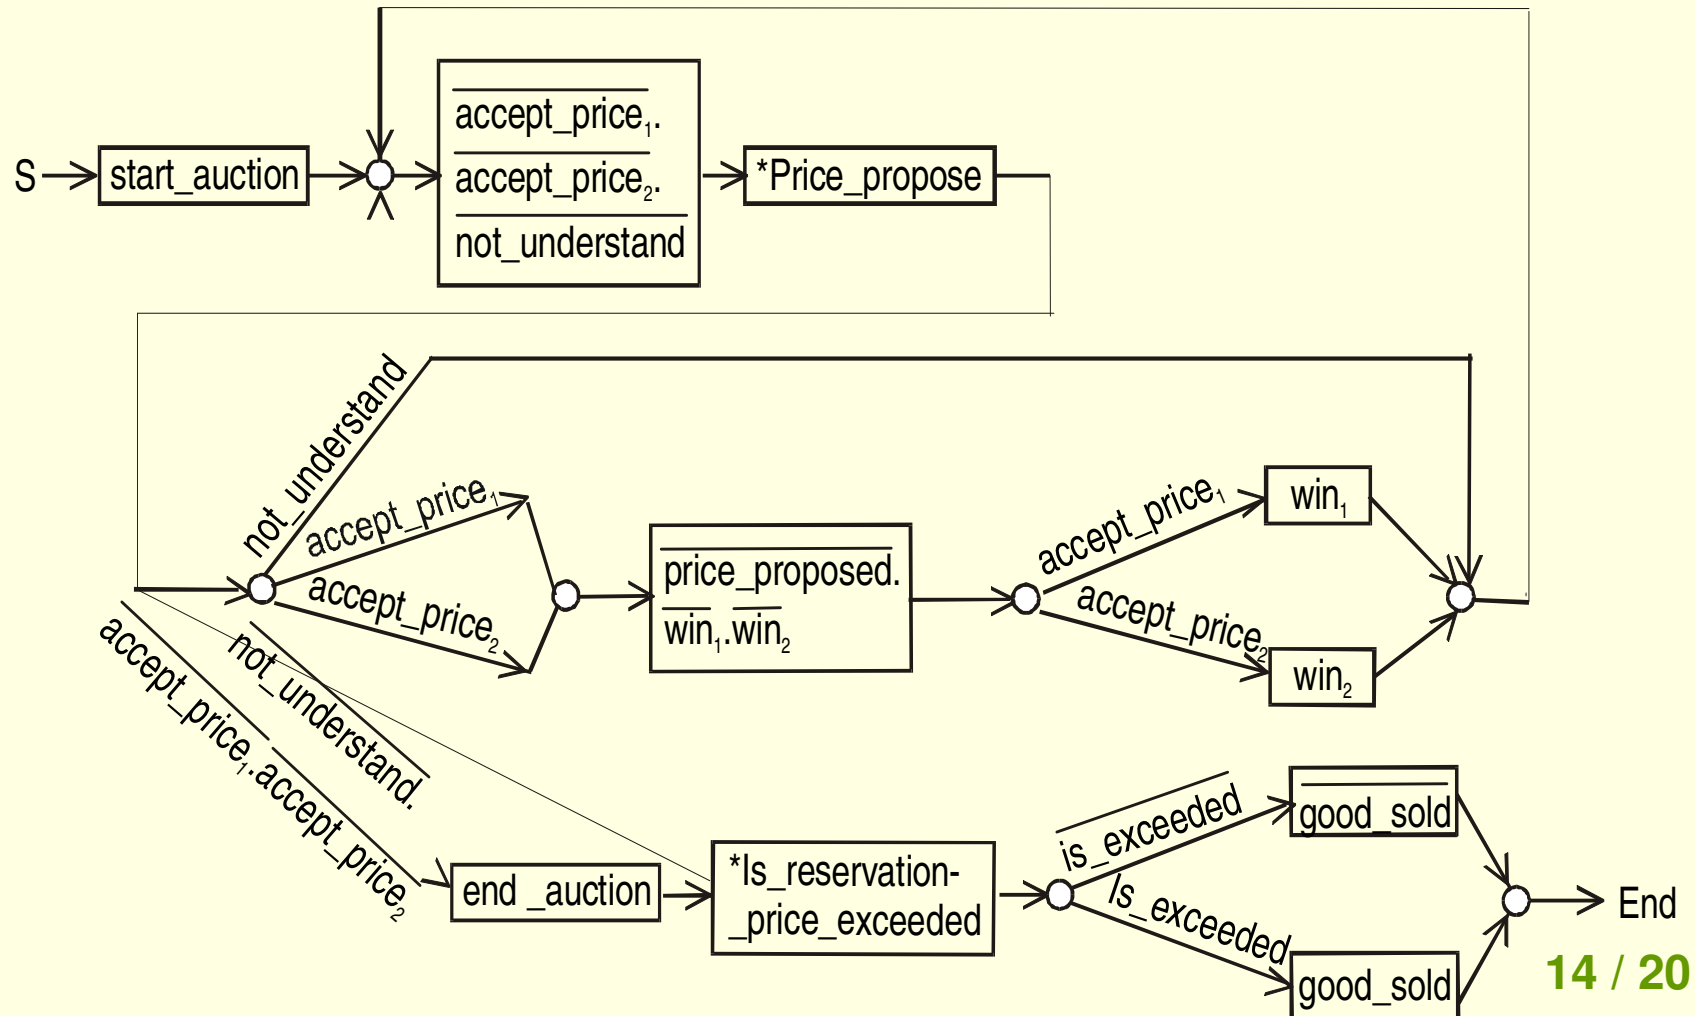 S
start_auction
accept_price₁.
accept_price₂.
not_understand
*Price_propose
not_understand
accept_price₁
accept_price₂
price_proposed.
win₁.win₂
accept_price₁
accept_price₂
win₁
win₂
not_understand.
accept_price₁.accept_price₂
end _auction
*Is_reservation-
_price_exceeded
is_exceeded
Is_exceeded
good_sold
good_sold
End
14 / 20